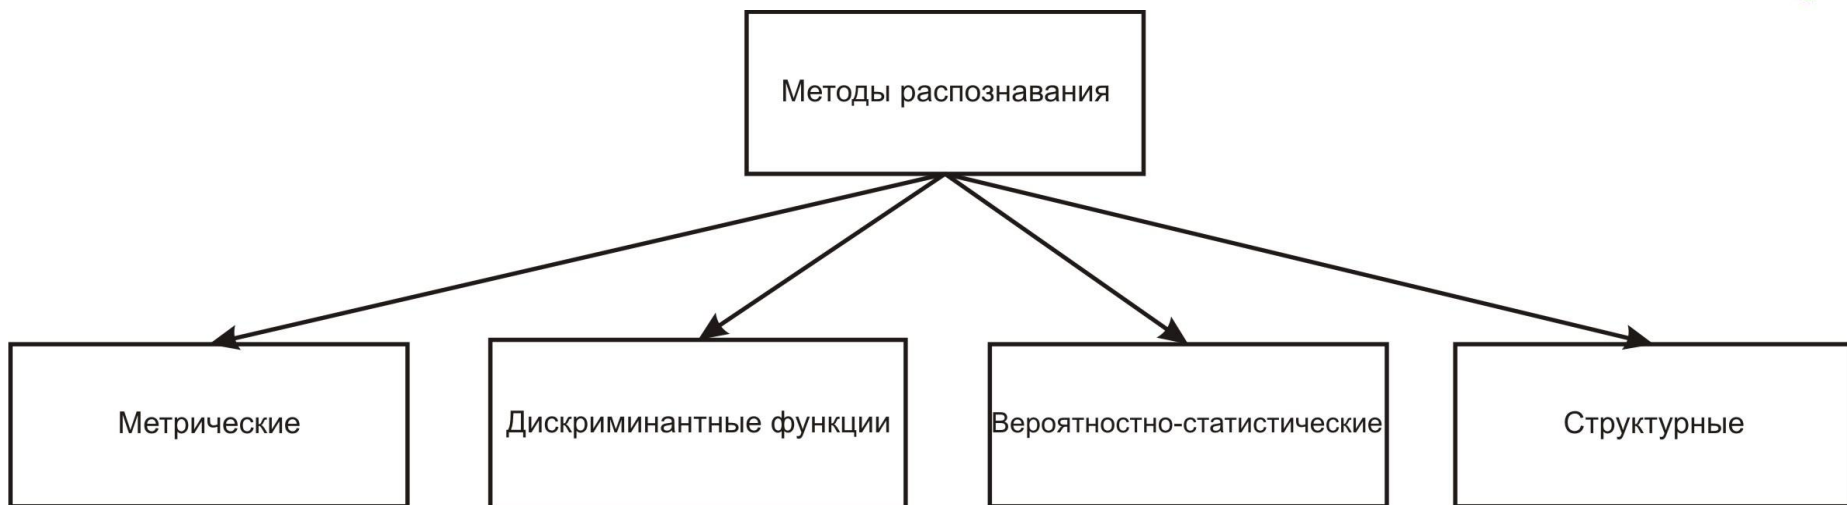 Методы распознавания
Метрические
Дискриминантные функции
Вероятностно-статистические
Структурные